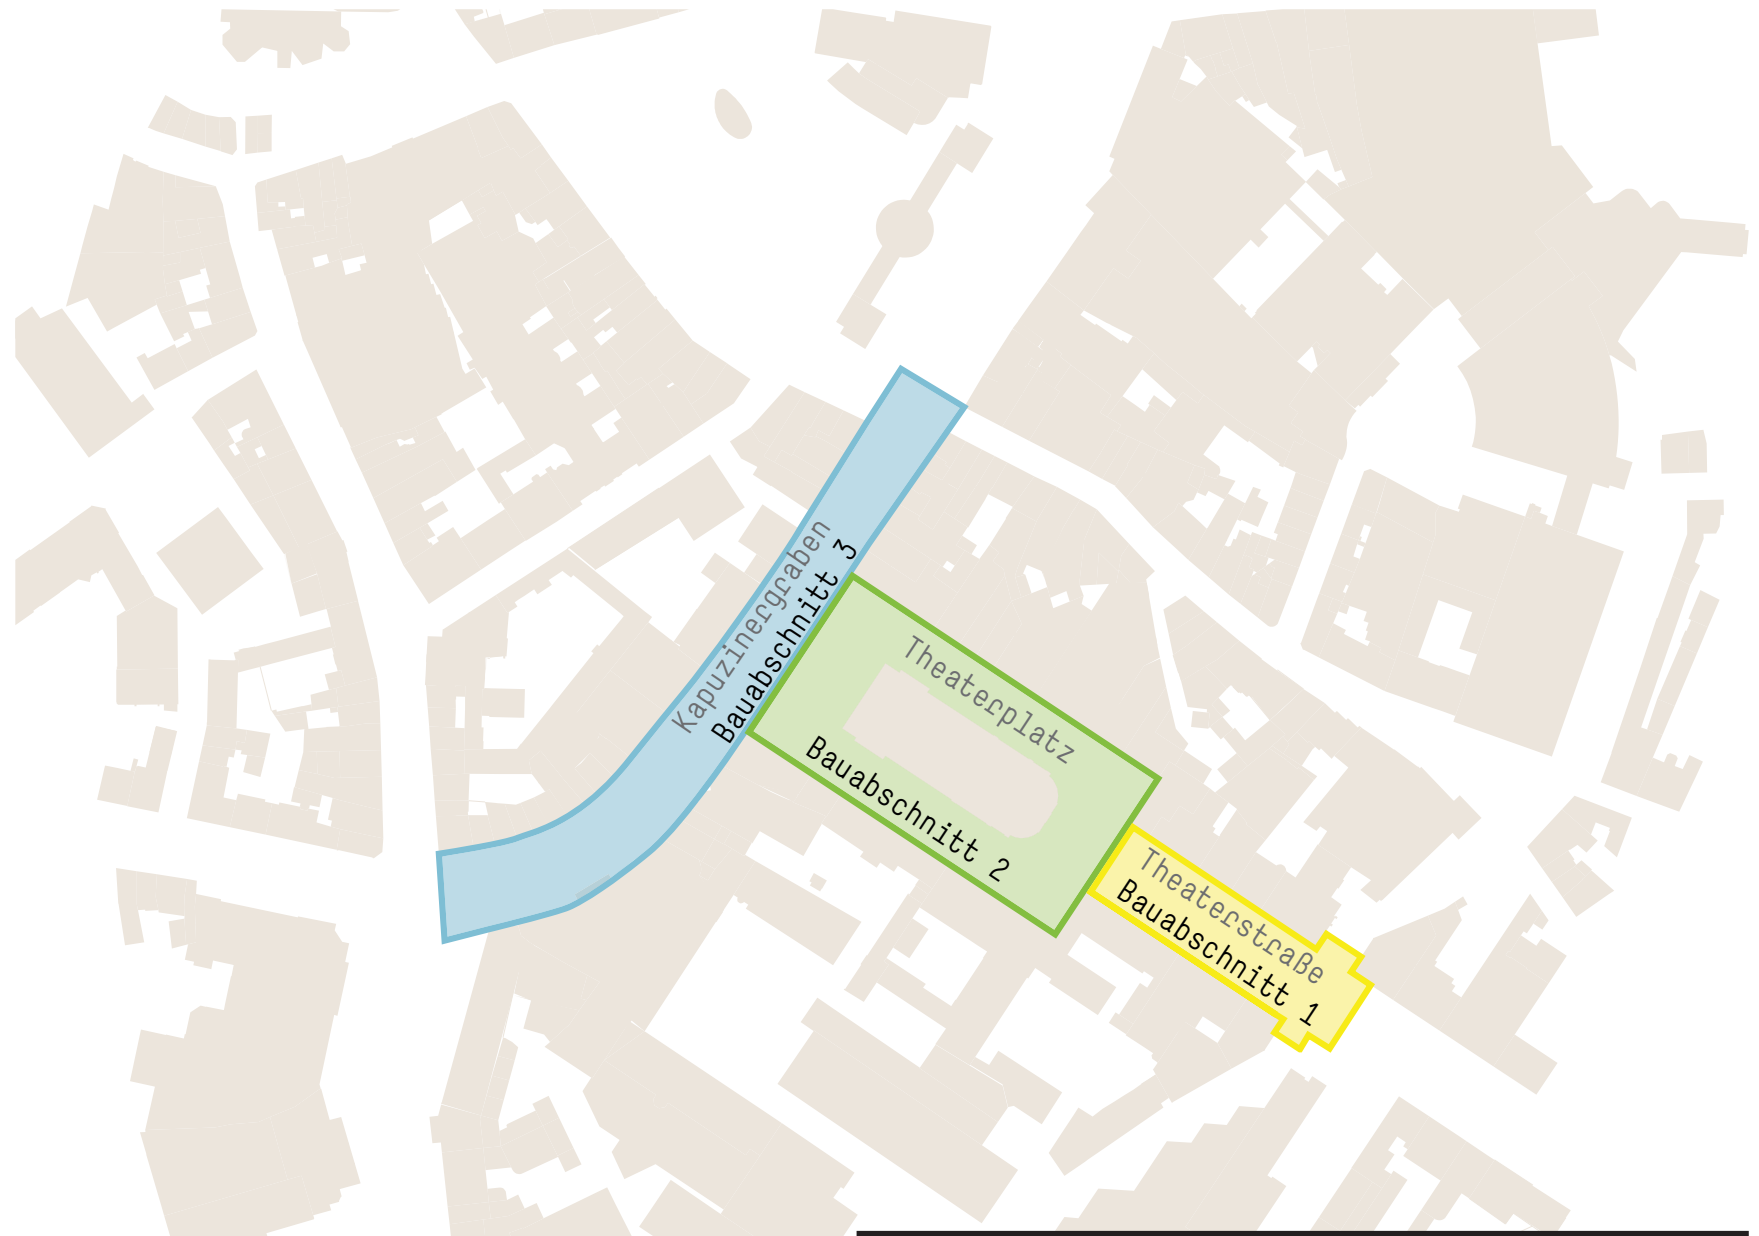 Kapuzinergraben
Bauabschnitt 3
Theaterplatz
Bauabschnitt 2
Theaterstraße
Bauabschnitt 1